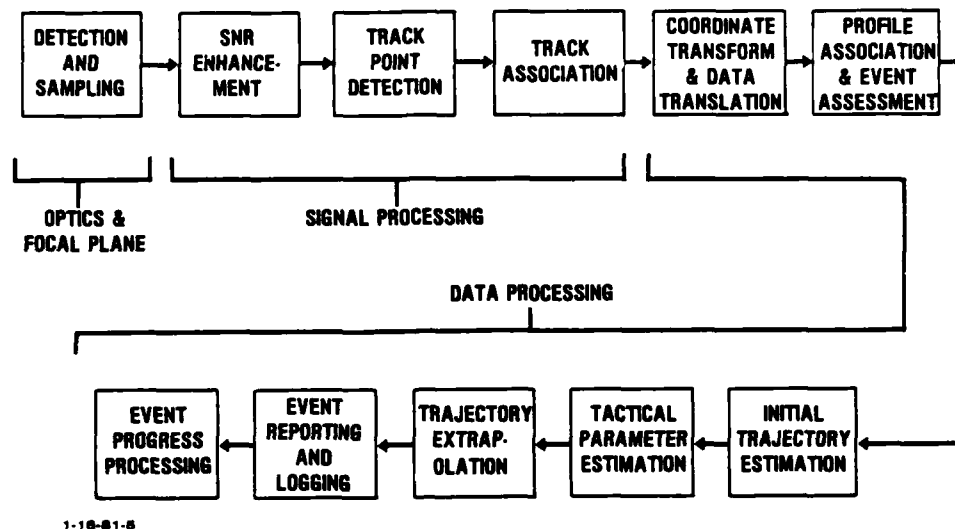 DETECTION
AND
SAMPLING
SNR
ENHANCE-
MENT
TRACK
POINT
DETECTION
TRACK
ASSOCIATION
COORDINATE
TRANSFORM
& DATA
TRANSLATION
PROFILE
ASSOCIATION
& EVENT
ASSESSMENT
OPTICS &
FOCAL PLANE
SIGNAL PROCESSING
DATA PROCESSING
EVENT
PROGRESS
PROCESSING
EVENT
REPORTING
AND
LOGGING
TRAJECTORY
EXTRAP-
OLATION
TACTICAL
PARAMETER
ESTIMATION
INITIAL
TRAJECTORY
ESTIMATION
1-16-81-5